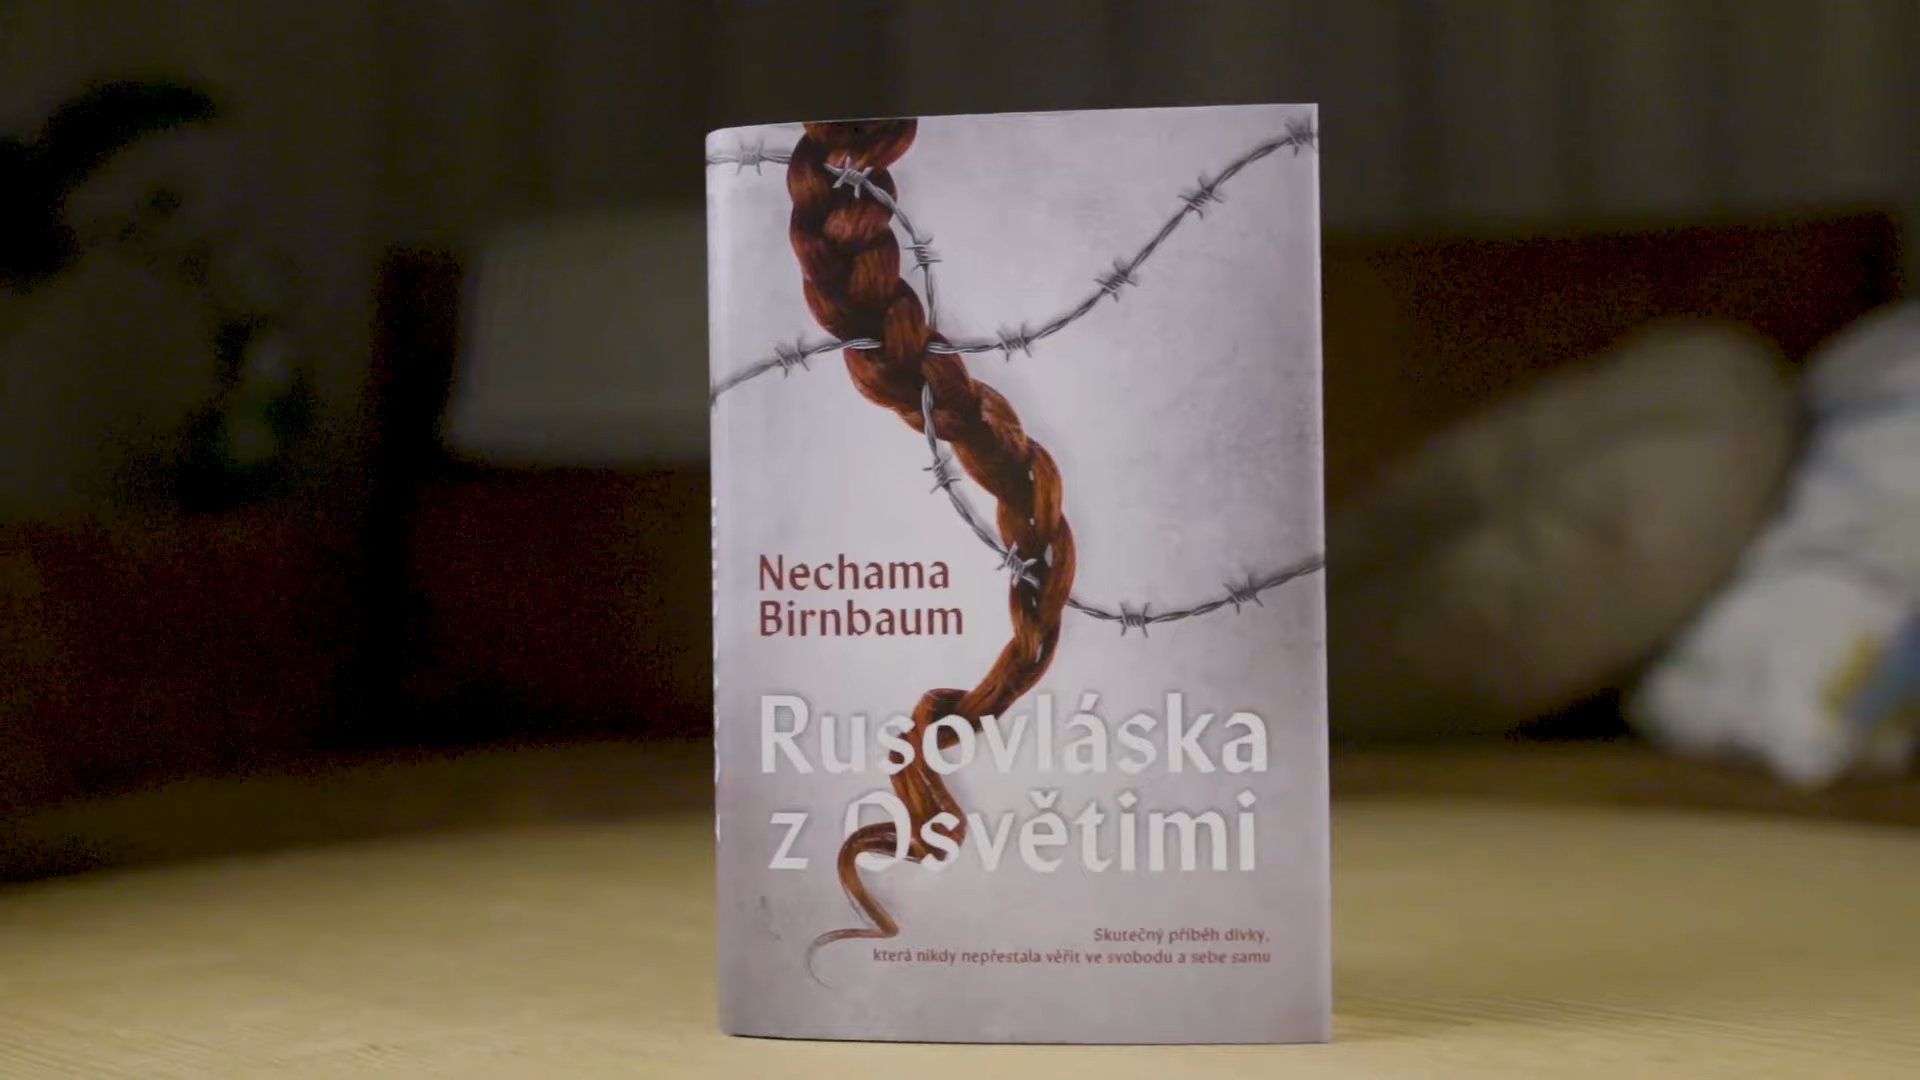 Nechama
Birnbaum
Rusovláska
z Osvětimi
Skutečný příběh dívky,
která nikdy nepřestala věřit ve svobodu a sebe samu